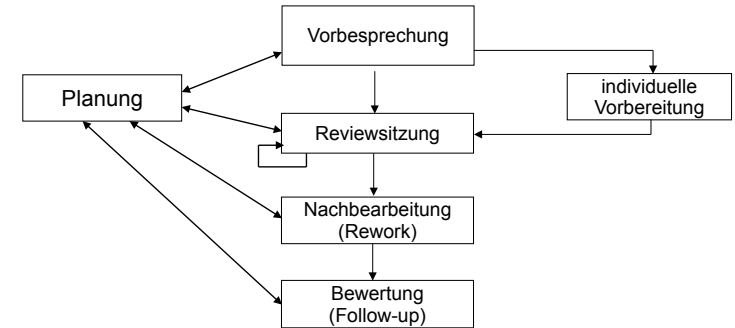 Vorbesprechung
Planung
individuelle
Vorbereitung
Reviewsitzung
Nachbearbeitung
(Rework)
Bewertung
(Follow-up)